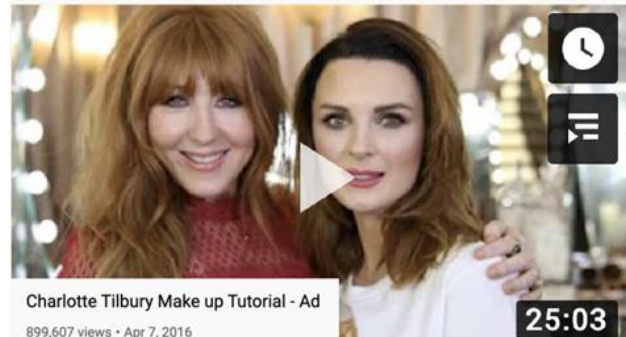 Charlotte Tilbury Make up Tutorial - Ad
899,607 views • Apr 7, 2016
25:03